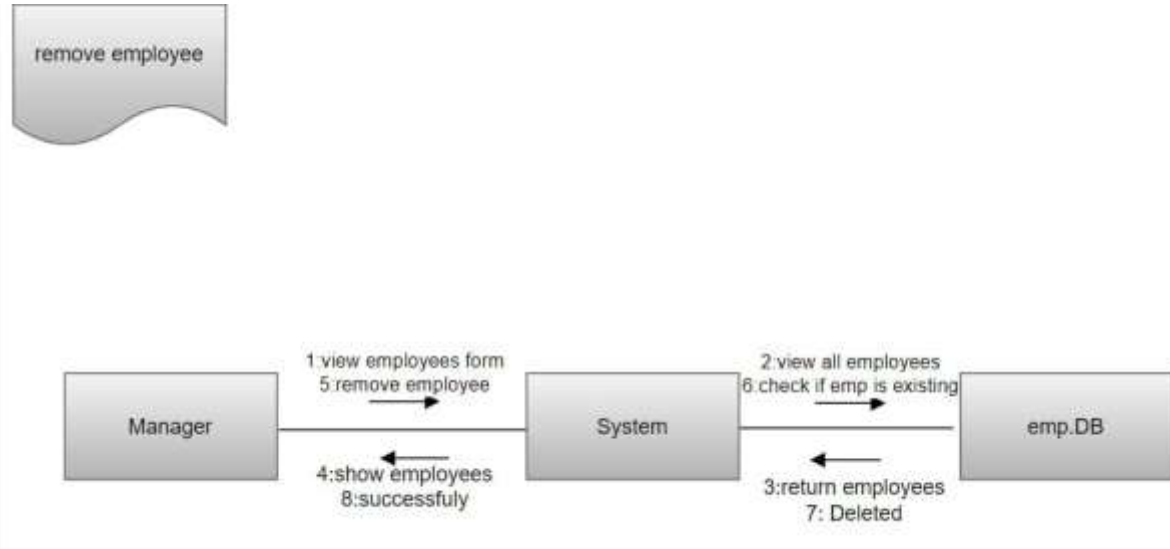 remove employee
1:view employees form
5:remove employee
2:view all employees
6:check if emp is existing
Manager
System
emp.DB
4:show employees
8:successfuly
3:return employees
7: Deleted